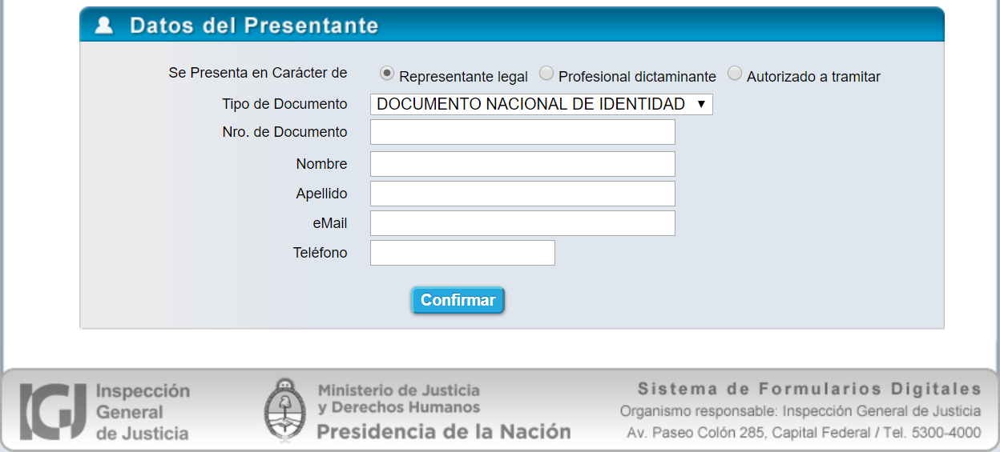 Datos del Presentante
Se Presenta en Carácter de Representante legal Profesional dictaminante Autorizado a tramitar
Tipo de Documento DOCUMENTO NACIONAL DE IDENTIDAD
Nro. de Documento
Nombre
Apellido
eMail
Teléfono
Confirmar
IGJ
Inspección
General
de Justicia
Ministerio de Justicia
y Derechos Humanos
Presidencia de la Nación
Sistema de Formularios Digitales
Organismo responsable: Inspección General de Justicia
Av. Paseo Colón 285, Capital Federal / Tel. 5300-4000